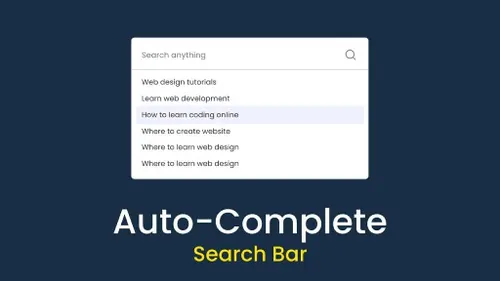 Search anything
Web design tutorials
Learn web development
How to learn coding online
Where to create website
Where to learn web design
Where to learn web design
Auto-Complete
Search Bar